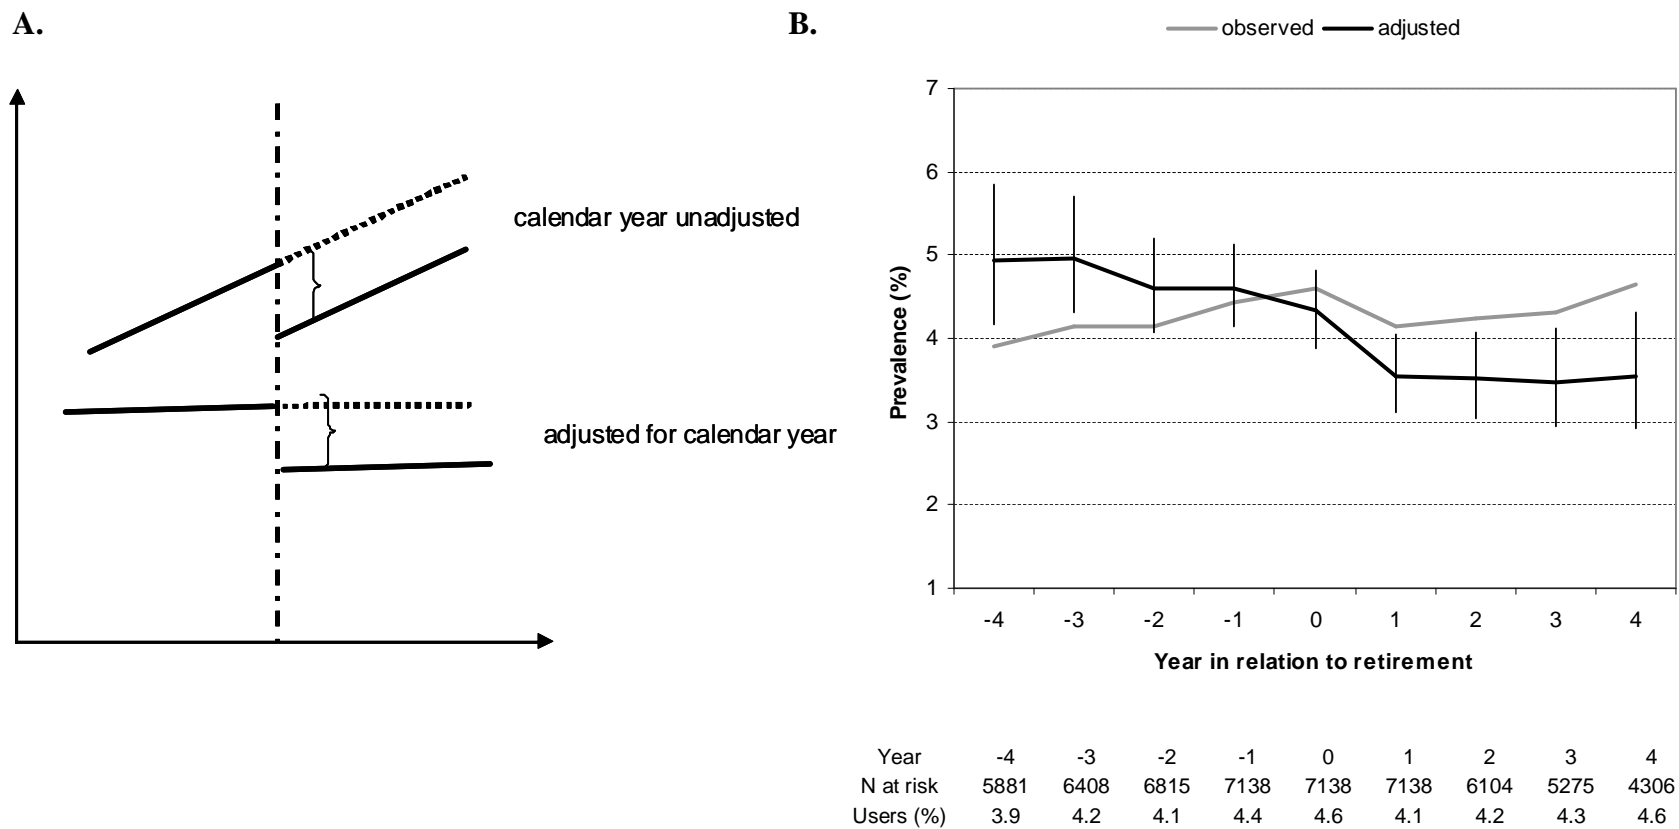 A.
calendar year unadjusted
adjusted for calendar year
B.
observed adjusted
7
6
5
4
3
2
1
Prevalence (%)
-4 -3 -2 -1 0 1 2 3 4
Year in relation to retirement
Year -4 -3 -2 -1 0 1 2 3 4
N at risk 5881 6408 6815 7138 7138 7138 6104 5275 4306
Users (%) 3.9 4.2 4.1 4.4 4.6 4.1 4.2 4.3 4.6